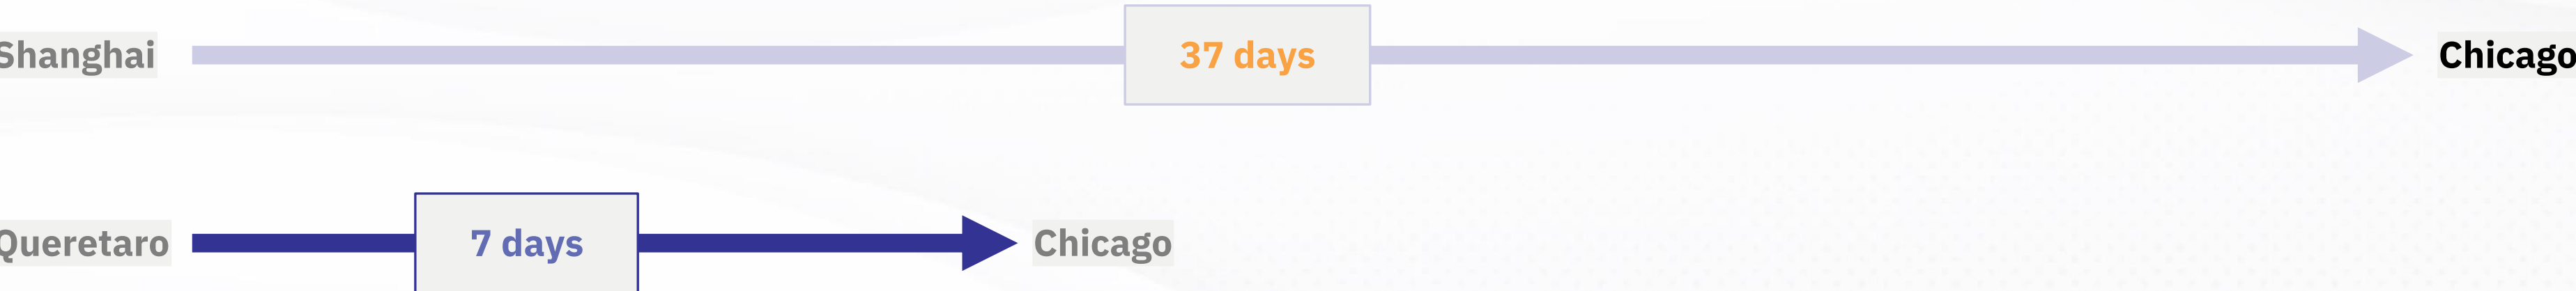 Shanghai 37 days Chicago
Queretaro 7 days Chicago